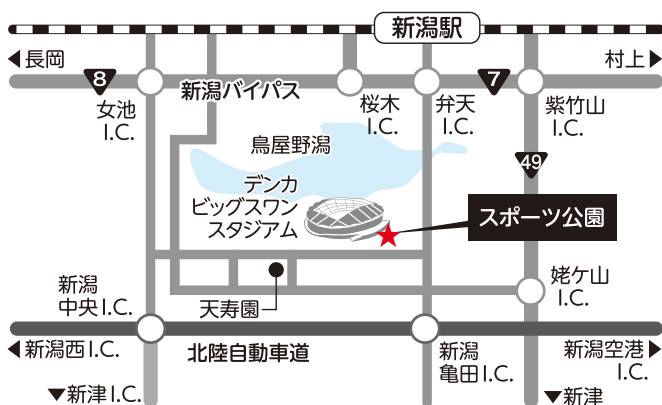 新潟駅
長岡
村上
8
新潟バイパス
7
女池
I.C.
桜木
I.C.
弁天
I.C.
紫竹山
I.C.
鳥屋野潟
49
デンカ
ビッグスワン
スタジアム
スポーツ公園
新潟
中央I.C.
天寿園
姥ケ山
I.C.
新潟西I.C.
北陸自動車道
新潟
亀田I.C.
新潟空港
I.C.
新津I.C.
新津